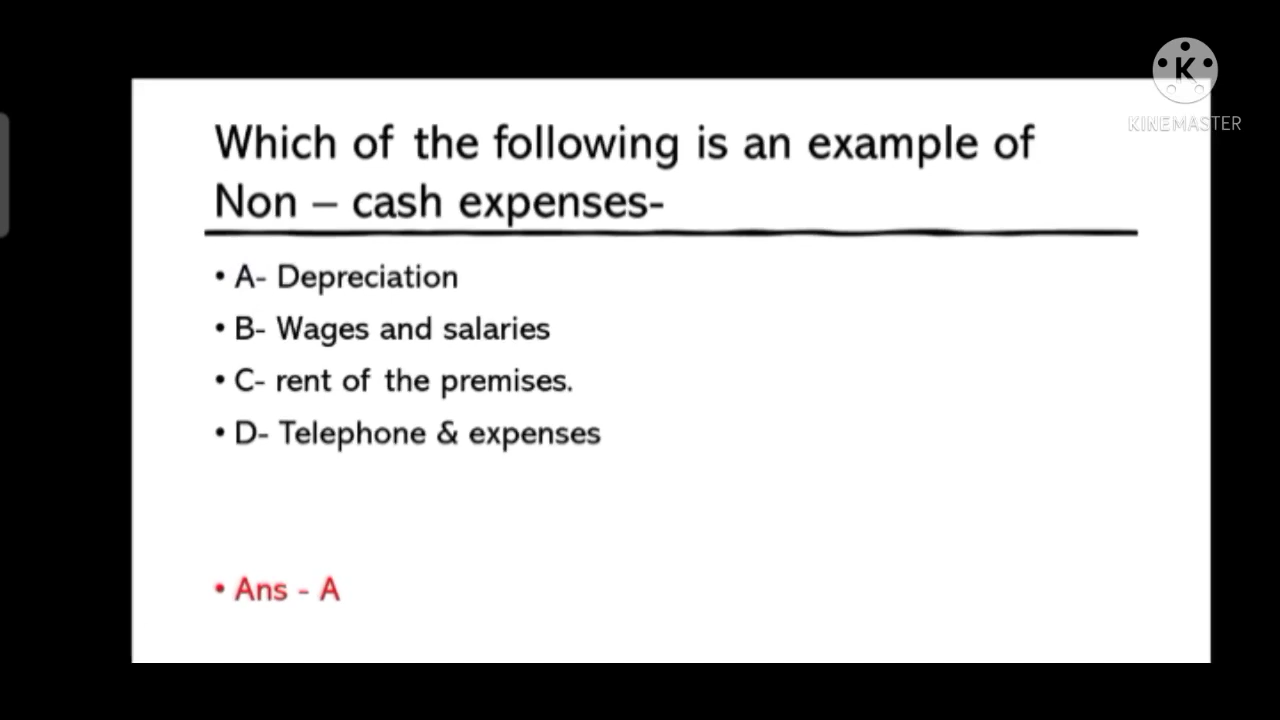 K
KINEMASTER
Which of the following is an example of
Non – cash expenses-
• A- Depreciation
• B- Wages and salaries
• C- rent of the premises.
• D- Telephone & expenses
• Ans - A